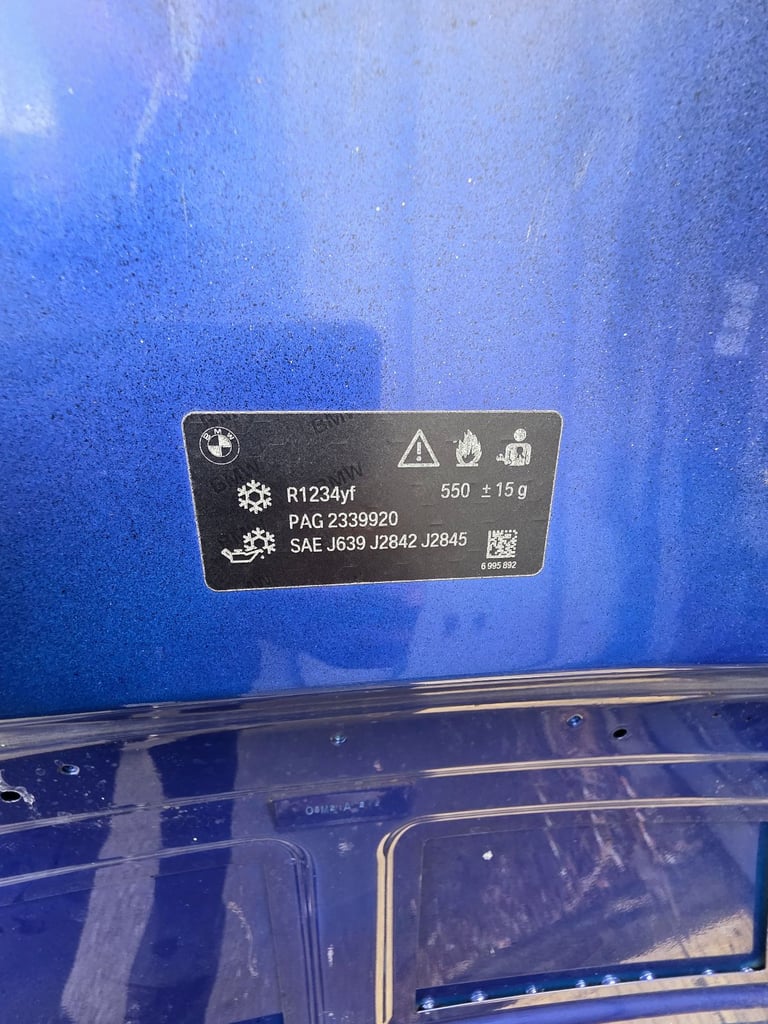 BMW
R1234yf 550 ± 15 g
PAG 2339920
SAE J639 J2842 J2845
6 995 892